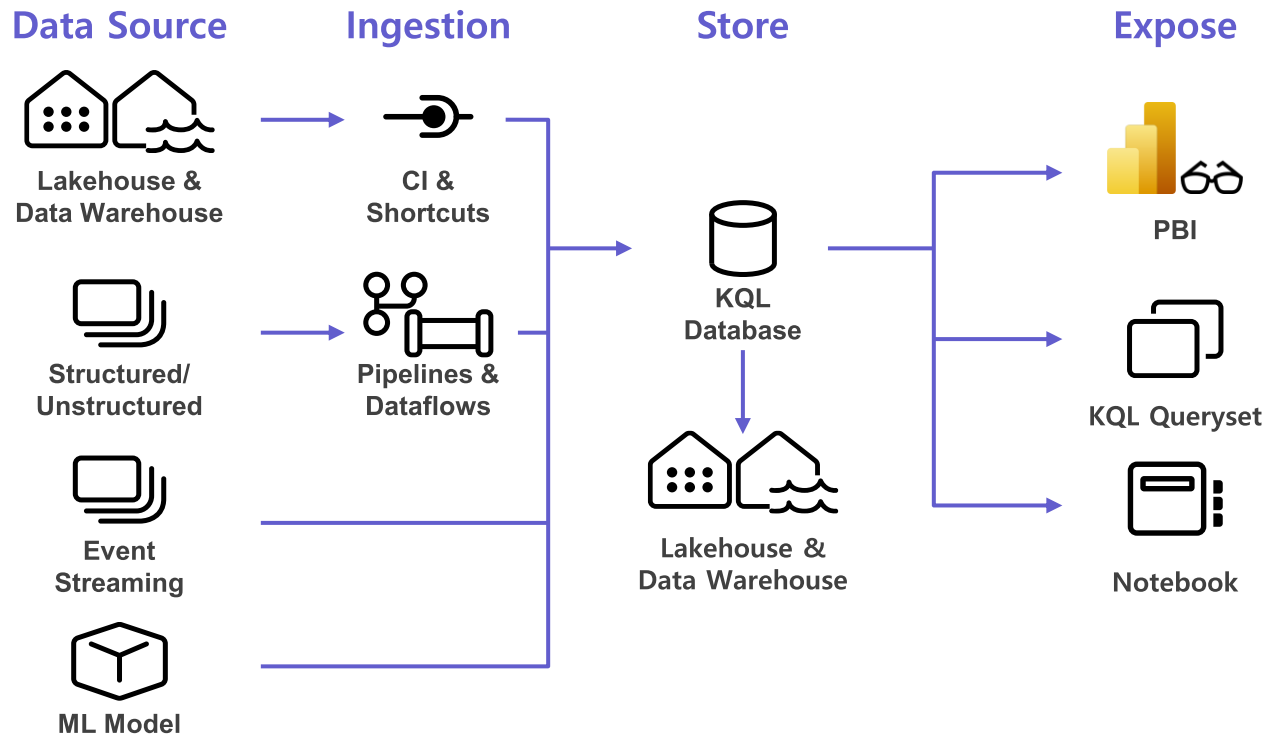 Data Source
Ingestion
Store
Expose
Lakehouse &
Data Warehouse
CI &
Shortcuts
Structured/
Unstructured
Pipelines &
Dataflows
Event
Streaming
ML Model
KQL
Database
Lakehouse &
Data Warehouse
PBI
KQL Queryset
Notebook